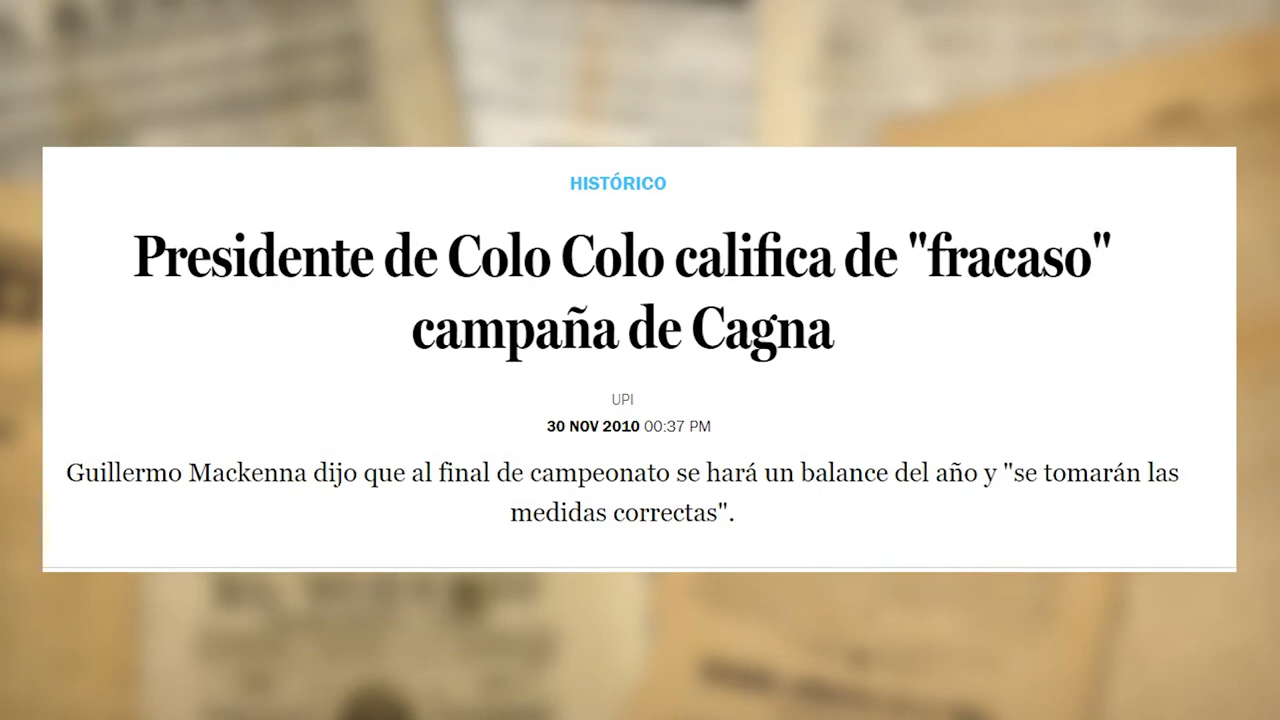 HISTÓRICO
Presidente de Colo Colo califica de "fracaso"
campaña de Cagna
UPI
30 NOV 2010 00:37 PM
Guillermo Mackenna dijo que al final de campeonato se hará un balance del año y "se tomarán las
medidas correctas".